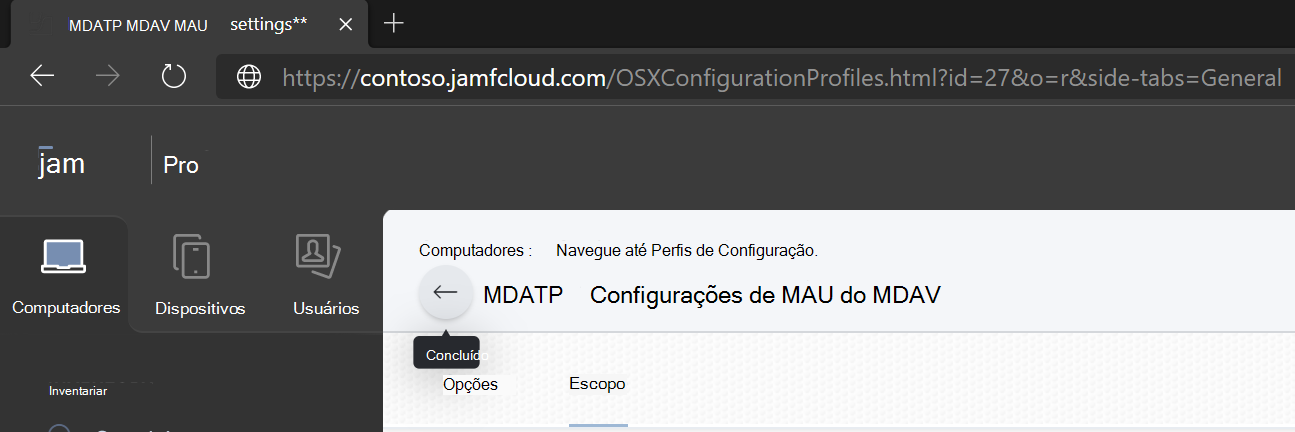 MDATP MDAV MAU settings**
https://contoso.jamfcloud.com/OSXConfigurationProfiles.html?id=27&o=r&side-tabs=General
jam Pro
Computadores : Navegue até Perfis de Configuração.
MDATP Configurações de MAU do MDAV
Computadores Dispositivos Usuários
Concluído
Opções Escopo
Inventariar